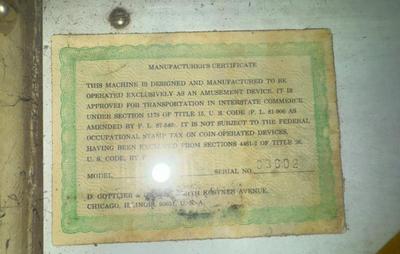 MANUFACTURER'S CERTIFICATE
THIS MACHINE IS DESIGNED AND MANUFACTURED TO BE
OPERATED EXCLUSIVELY AS AN AMUSEMENT DEVICE. IT IS
APPROVED FOR TRANSPORTATION IN INTERSTATE COMMERCE
UNDER SECTION 1178 OF TITLE 15, U. S. CODE (P. L. 81-906 AS
AMENDED BY P. L. 87-840. IT IS NOT SUBJECT TO THE FEDERAL
OCCUPATIONAL STAMP TAX ON COIN-OPERATED DEVICES,
HAVING BEEN EXCLUDED FROM SECTIONS 4461-2 OF TITLE 26,
U. S. CODE, BY
MODEL SERIAL NO. 03002
D. GOTTLIEB & KOSTNER AVENUE,
CHICAGO, ILLINOIS U. S. A.